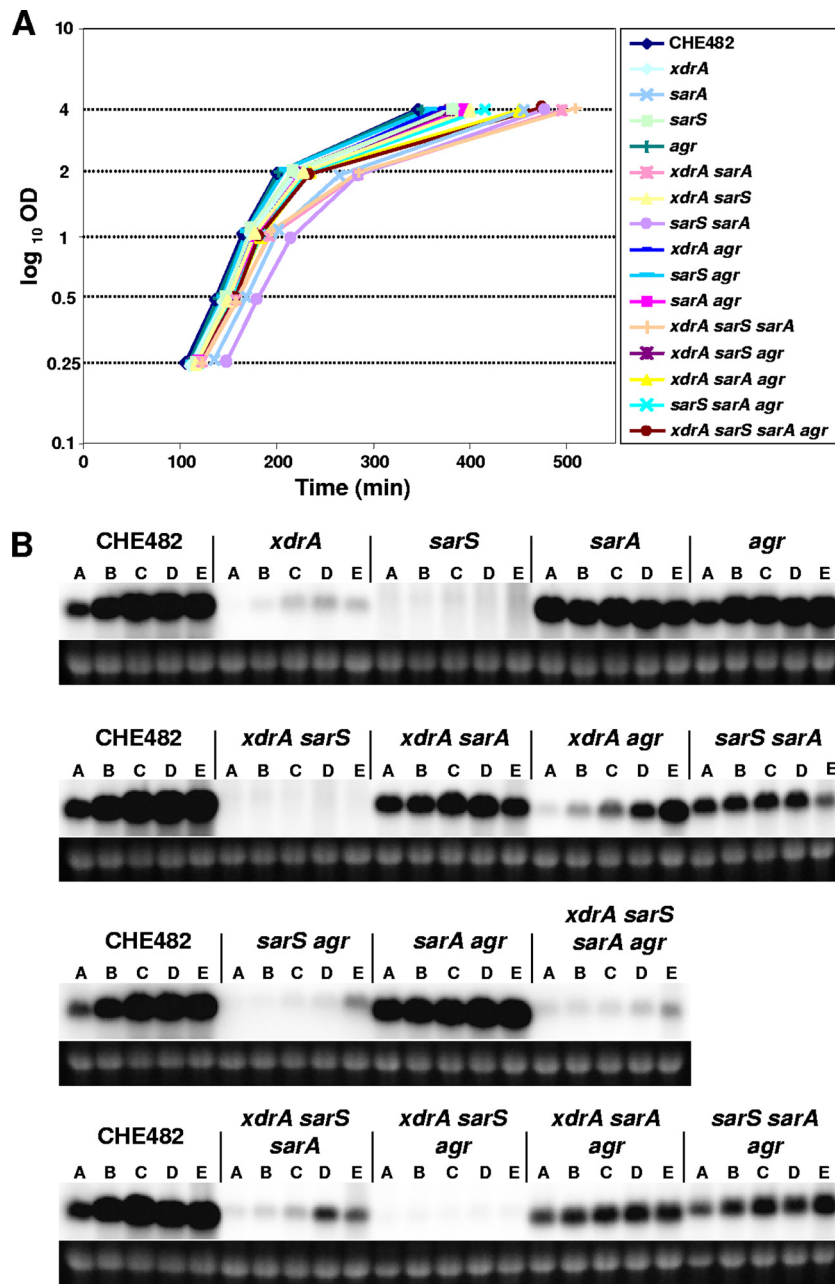 A
10
4
2
1
0.5
0.25
0.1
log 10 OD
0 100 200 300 400 500
Time (min)
CHE482
xdrA
sarA
sarS
agr
xdrA sarA
xdrA sarS
sarS sarA
xdrA agr
sarS agr
sarA agr
xdrA sarS sarA
xdrA sarS agr
xdrA sarA agr
sarS sarA agr
xdrA sarS sarA agr
B
CHE482 xdrA sarS sarA agr
A B C D E A B C D E A B C D E A B C D E A B C D E
CHE482 xdrA sarS xdrA sarA xdrA agr sarS sarA
A B C D E A B C D E A B C D E A B C D E A B C D E
CHE482 sarS agr sarA agr xdrA sarS
sarA agr
A B C D E A B C D E A B C D E A B C D E
CHE482 xdrA sarS xdrA sarS xdrA sarA sarS sarA
sarA agr agr agr
A B C D E A B C D E A B C D E A B C D E A B C D E